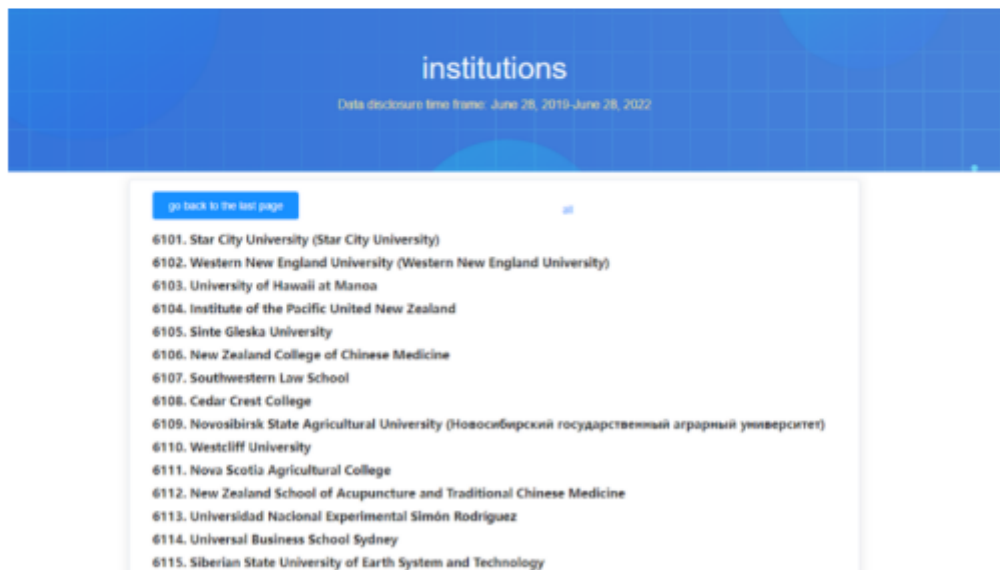 institutions
Data disclosure time frame: June 28, 2019-June 28, 2022
go back to the last page
all
6101. Star City University (Star City University)
6102. Western New England University (Western New England University)
6103. University of Hawaii at Manoa
6104. Institute of the Pacific United New Zealand
6105. Sinte Gleska University
6106. New Zealand College of Chinese Medicine
6107. Southwestern Law School
6108. Cedar Crest College
6109. Novosibirsk State Agricultural University (Новосибирский государственный аграрный университет)
6110. Westcliff University
6111. Nova Scotia Agricultural College
6112. New Zealand School of Acupuncture and Traditional Chinese Medicine
6113. Universidad Nacional Experimental Simón Rodríguez
6114. Universal Business School Sydney
6115. Siberian State University of Earth System and Technology